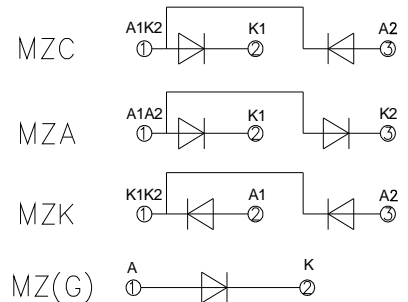 A1K2 K1 A2
MZC 1 2 3
A1A2 K1 K2
MZA 1 2 3
K1K2 A1 A2
MZK 1 2 3
A K
MZ(G) 1 2